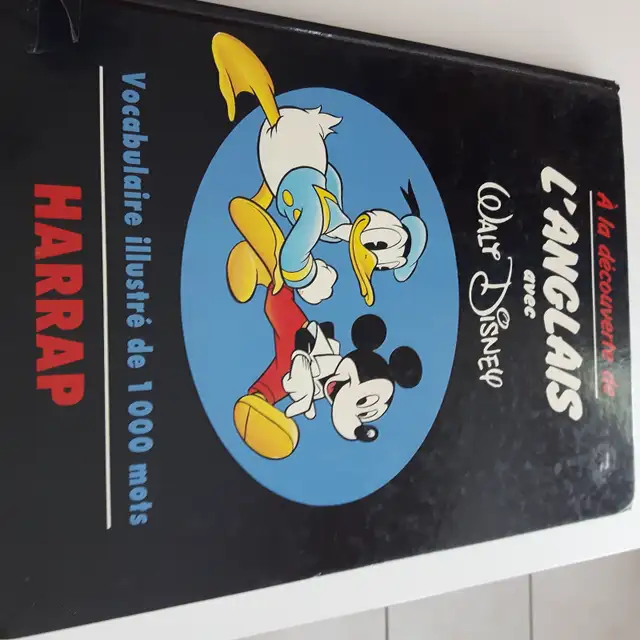 À la découverte de
L'ANGLAIS
avec
WALT DISNEY
Vocabulaire illustré de 1000 mots
HARRAP